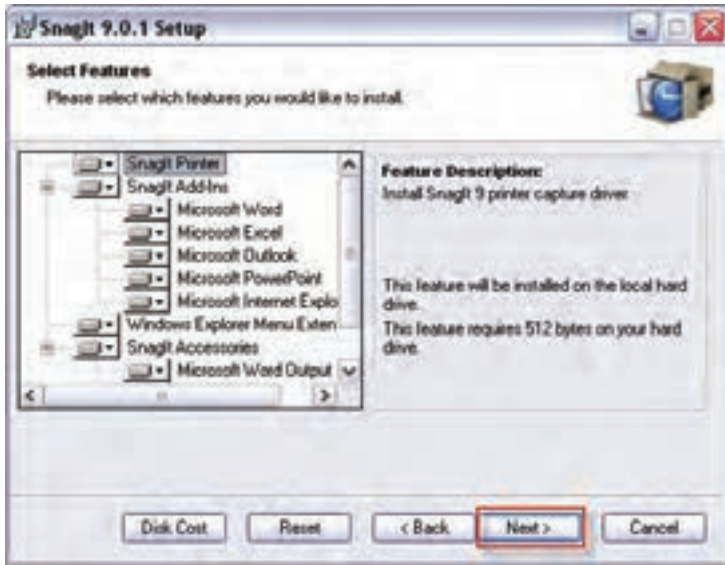 SnagIt 9.0.1 Setup
Select Features
Please select which features you would like to install.
SnagIt Printer
SnagIt Add-Ins
Microsoft Word
Microsoft Excel
Microsoft Outlook
Microsoft PowerPoint
Microsoft Internet Explo
Windows Explorer Menu Exten
SnagIt Accessories
Microsoft Word Output
Feature Description:
Install SnagIt 9 printer capture driver
This feature will be installed on the local hard
drive.
This feature requires 512 bytes on your hard
drive.
Disk Cost
Reset
< Back
Next >
Cancel